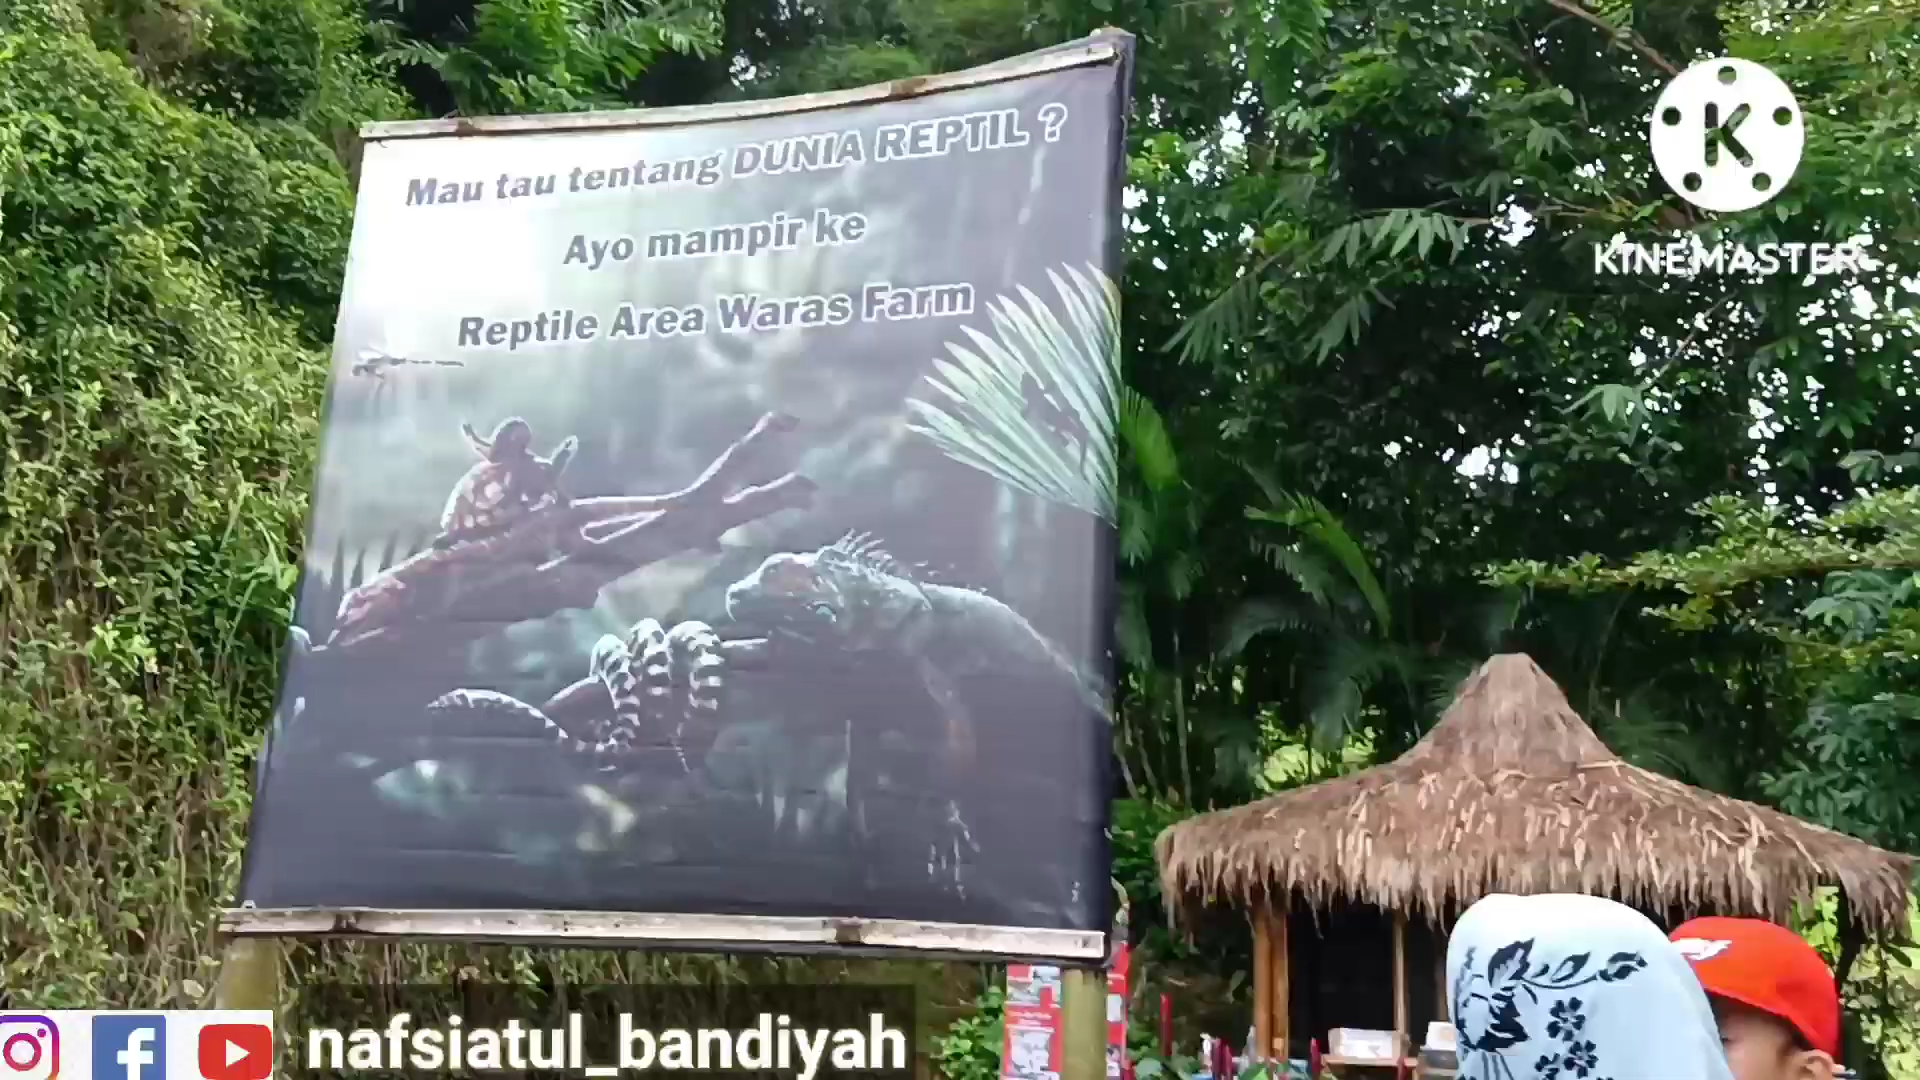 Mau tau tentang DUNIA REPTIL ?
Ayo mampir ke
Reptile Area Waras Farm
K
KINEMASTER
nafsiatul_bandiyah